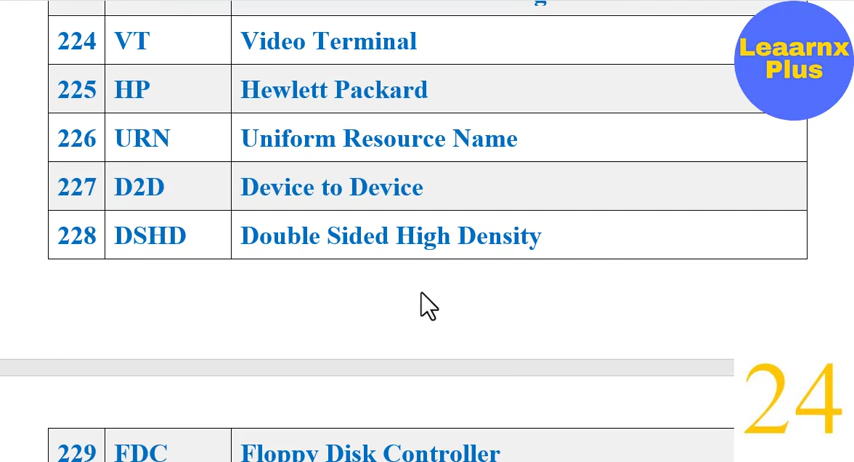 224 VT Video Terminal
225 HP Hewlett Packard
226 URN Uniform Resource Name
227 D2D Device to Device
228 DSHD Double Sided High Density
229 FDC Floppy Disk Controller
Leaarnx
Plus
24